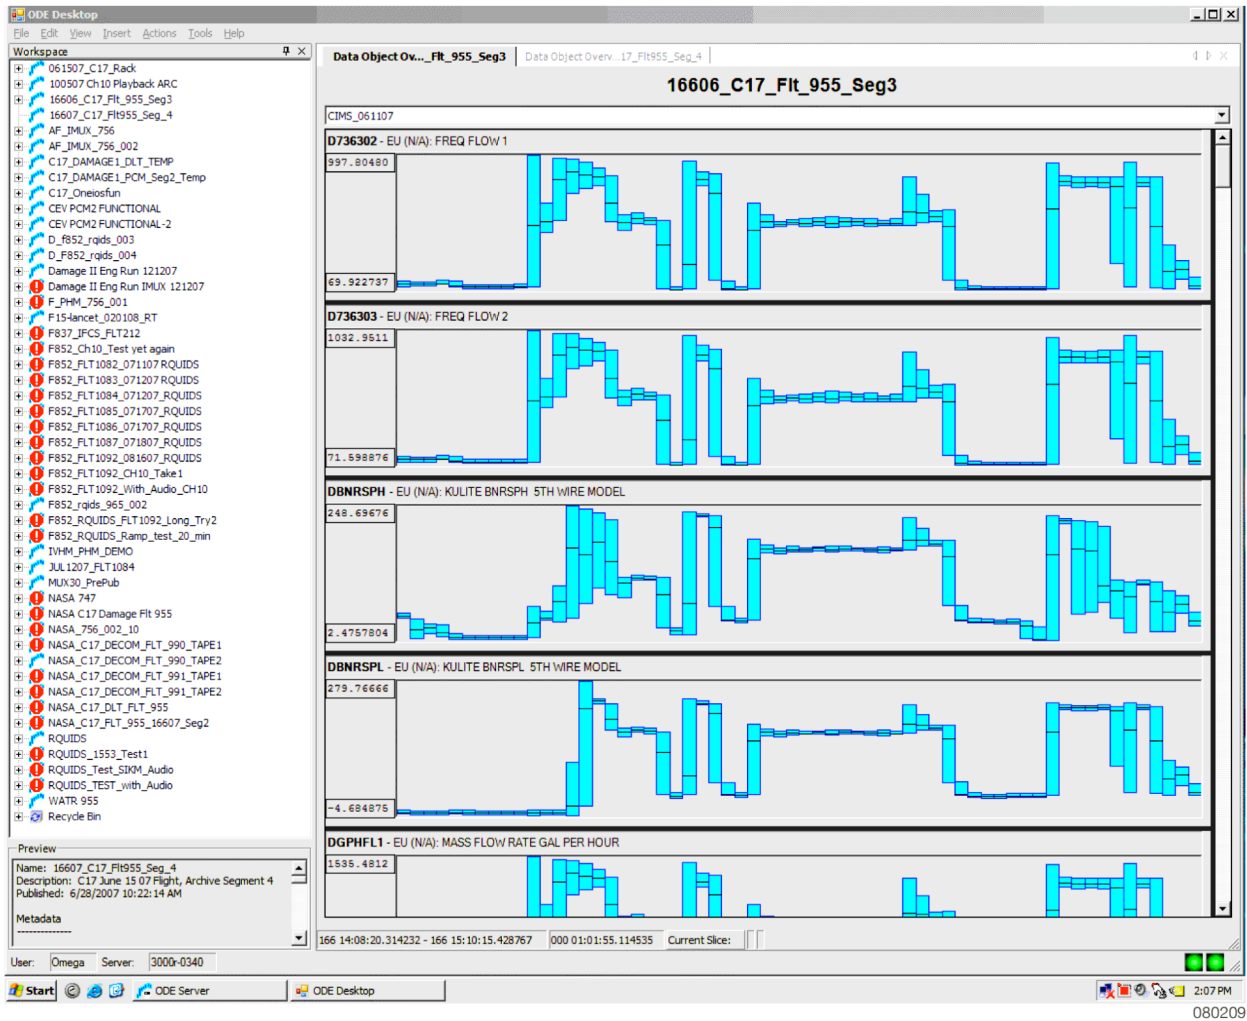 ODE Desktop
File Edit View Insert Actions Tools Help
Workspace
061507_C17_Rack
100507 Ch10 Playback ARC
16606_C17_Flt_955_Seg3
16607_C17_Flt955_Seg_4
AF_IMUX_756
AF_IMUX_756_002
C17_DAMAGE1_DLT_TEMP
C17_DAMAGE1_PCM_Seg2_Temp
C17_Oneiosfun
CEV PCM2 FUNCTIONAL
CEV PCM2 FUNCTIONAL-2
D_f852_rqids_003
D_F852_rqids_004
Damage II Eng Run 121207
Damage II Eng Run IMUX 121207
F_PHM_756_001
F15-lancet_020108_RT
F837_IFCS_FLT212
F852_Ch10_Test yet again
F852_FLT1082_071107 RQUIDS
F852_FLT1083_071207 RQUIDS
F852_FLT1084_071207_RQUIDS
F852_FLT1085_071707_RQUIDS
F852_FLT1086_071707_RQUIDS
F852_FLT1087_071807_RQUIDS
F852_FLT1092_081607_RQUIDS
F852_FLT1092_CH10_Take1
F852_FLT1092_With_Audio_CH10
F852_rqids_965_002
F852_RQUIDS_FLT1092_Long_Try2
F852_RQUIDS_Ramp_test_20_min
IVHM_PHM_DEMO
JUL1207_FLT1084
MUX30_PrePub
NASA 747
NASA C17 Damage Flt 955
NASA_756_002_10
NASA_C17_DECOM_FLT_990_TAPE1
NASA_C17_DECOM_FLT_990_TAPE2
NASA_C17_DECOM_FLT_991_TAPE1
NASA_C17_DECOM_FLT_991_TAPE2
NASA_C17_DLT_FLT_955
NASA_C17_FLT_955_16607_Seg2
RQUIDS
RQUIDS_1553_Test1
RQUIDS_Test_SIKM_Audio
RQUIDS_TEST_with_Audio
WATR 955
Recycle Bin
Preview
Name: 16607_C17_Flt955_Seg_4
Description: C17 June 15 07 Flight, Archive Segment 4
Published: 6/28/2007 10:22:14 AM
Metadata
--------------
Data Object Ov..._Flt_955_Seg3 Data Object Overv...17_Flt955_Seg_4
16606_C17_Flt_955_Seg3
CIMS_061107
D736302 - EU (N/A): FREQ FLOW 1
997.80480
69.922737
D736303 - EU (N/A): FREQ FLOW 2
1032.9511
71.598876
DBNRSPH - EU (N/A): KULITE BNRSPH 5TH WIRE MODEL
248.69676
2.4757804
DBNRSPL - EU (N/A): KULITE BNRSPL 5TH WIRE MODEL
279.76666
-4.684875
DGPHFL1 - EU (N/A): MASS FLOW RATE GAL PER HOUR
1535.4812
166 14:08:20.314232 - 166 15:10:15.428767 000 01:01:55.114535 Current Slice:
User: Omega Server: 3000r-0340
Start ODE Server ODE Desktop 2:07 PM
080209